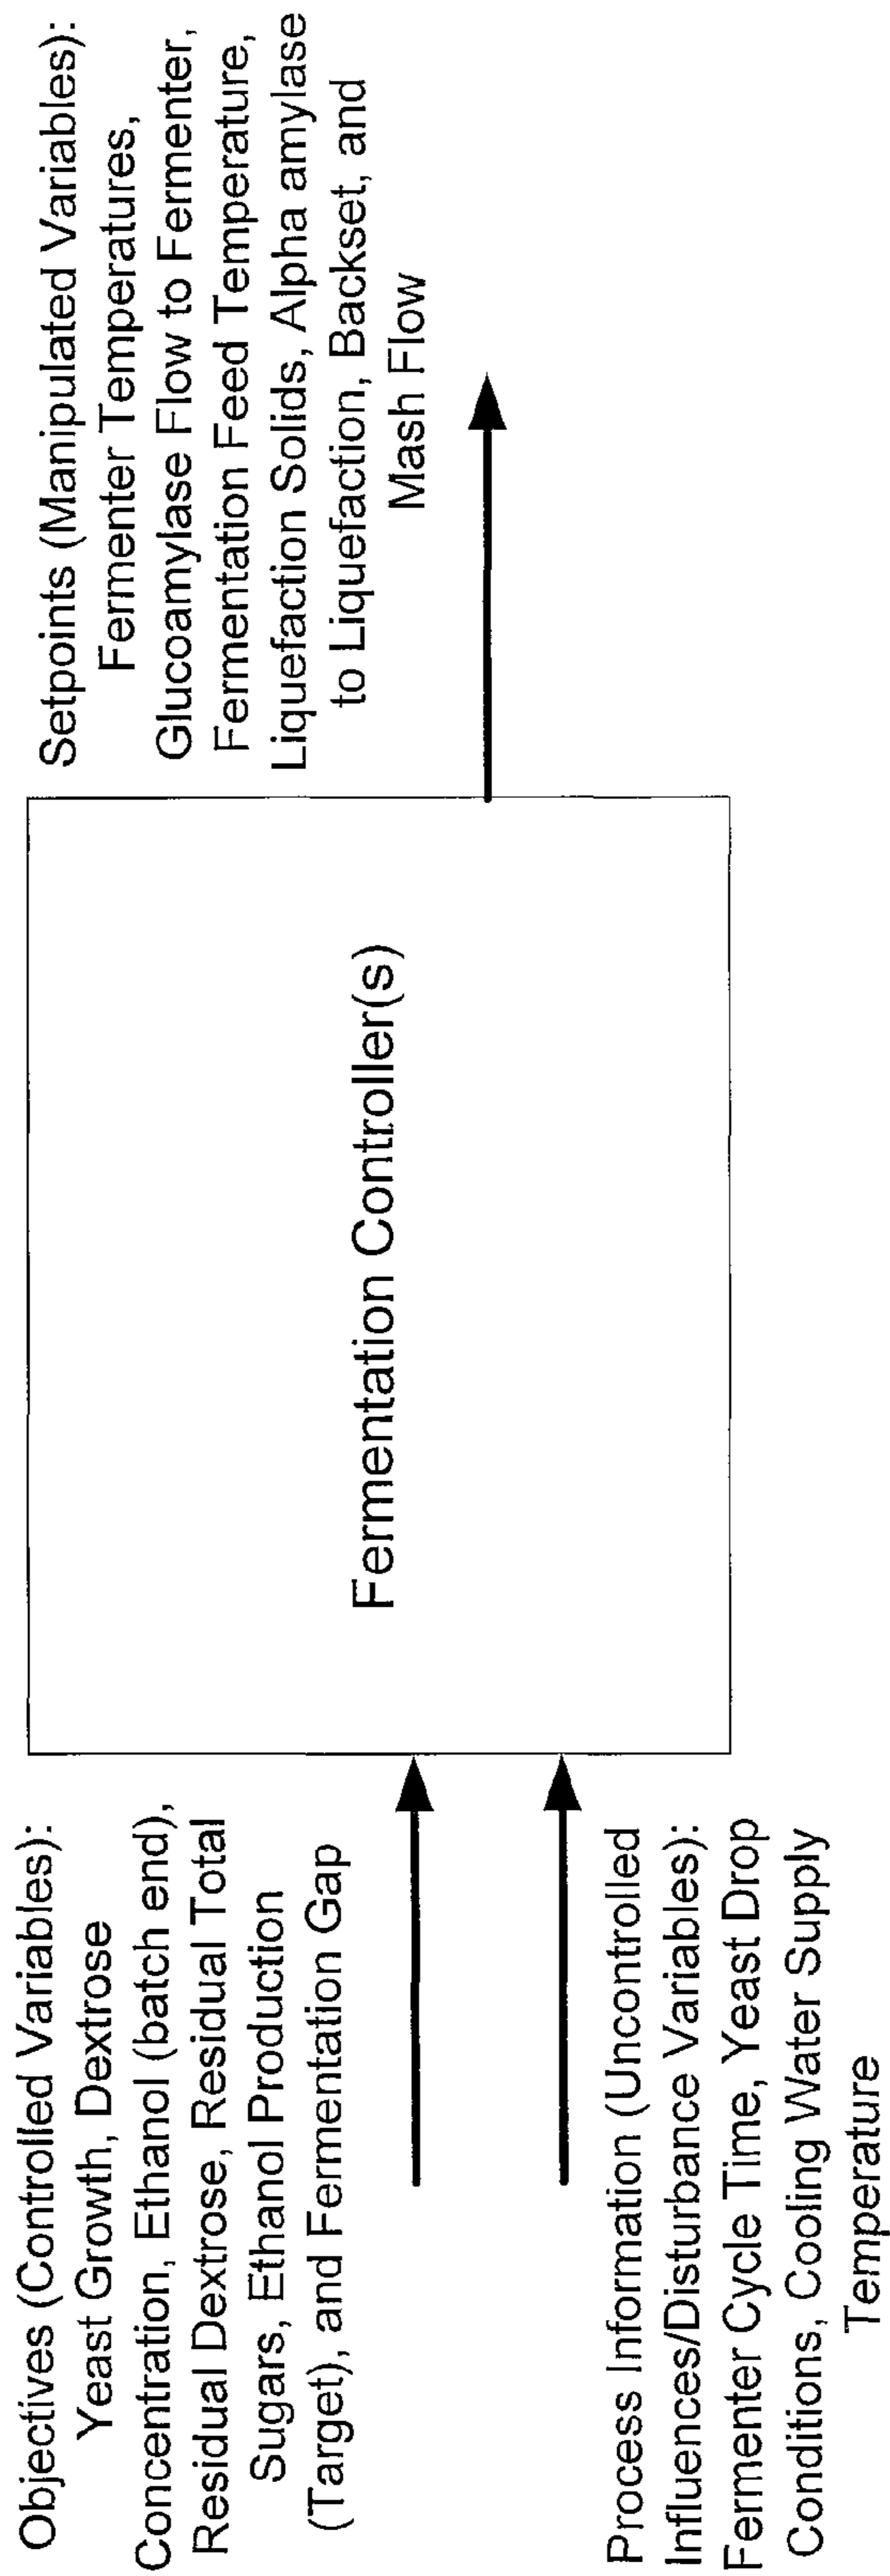 Objectives (Controlled Variables):
Yeast Growth, Dextrose
Concentration, Ethanol (batch end),
Residual Dextrose, Residual Total
Sugars, Ethanol Production
(Target), and Fermentation Gap
Process Information (Uncontrolled
Influences/Disturbance Variables):
Fermenter Cycle Time, Yeast Drop
Conditions, Cooling Water Supply
Temperature
Fermentation Controller(s)
Setpoints (Manipulated Variables):
Fermenter Temperatures,
Glucoamylase Flow to Fermenter,
Fermentation Feed Temperature,
Liquefaction Solids, Alpha amylase
to Liquefaction, Backset, and
Mash Flow